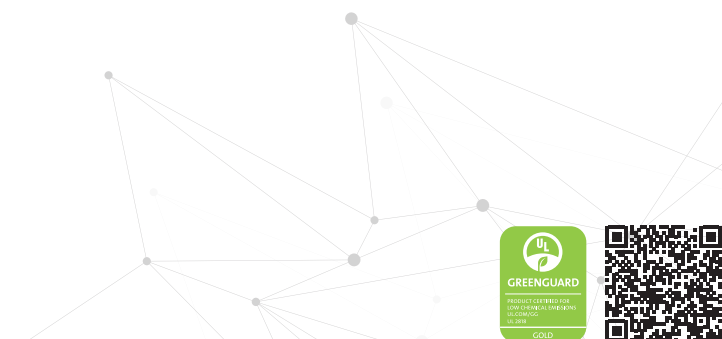 UL
GREENGUARD
PRODUCT CERTIFIED FOR
LOW CHEMICAL EMISSIONS
UL.COM/GG
UL 2818
GOLD